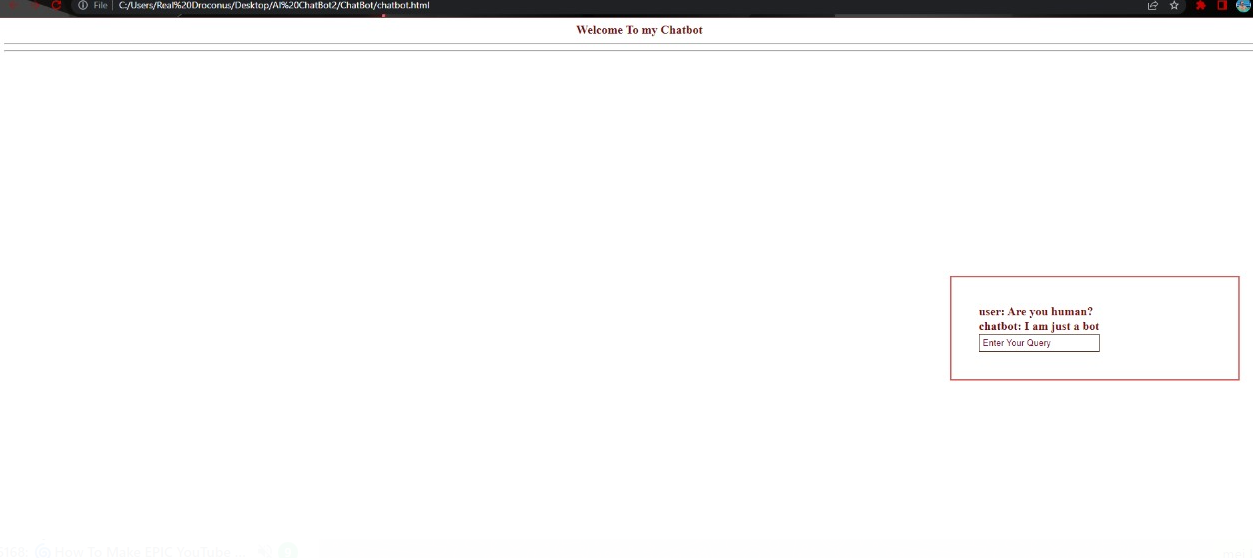 File
C:/Users/Real%20Droconus/Desktop/AI%20ChatBot2/ChatBot/chatbot.html
Welcome To my Chatbot
user: Are you human?
chatbot: I am just a bot
Enter Your Query
How To Make EPIC YouTube